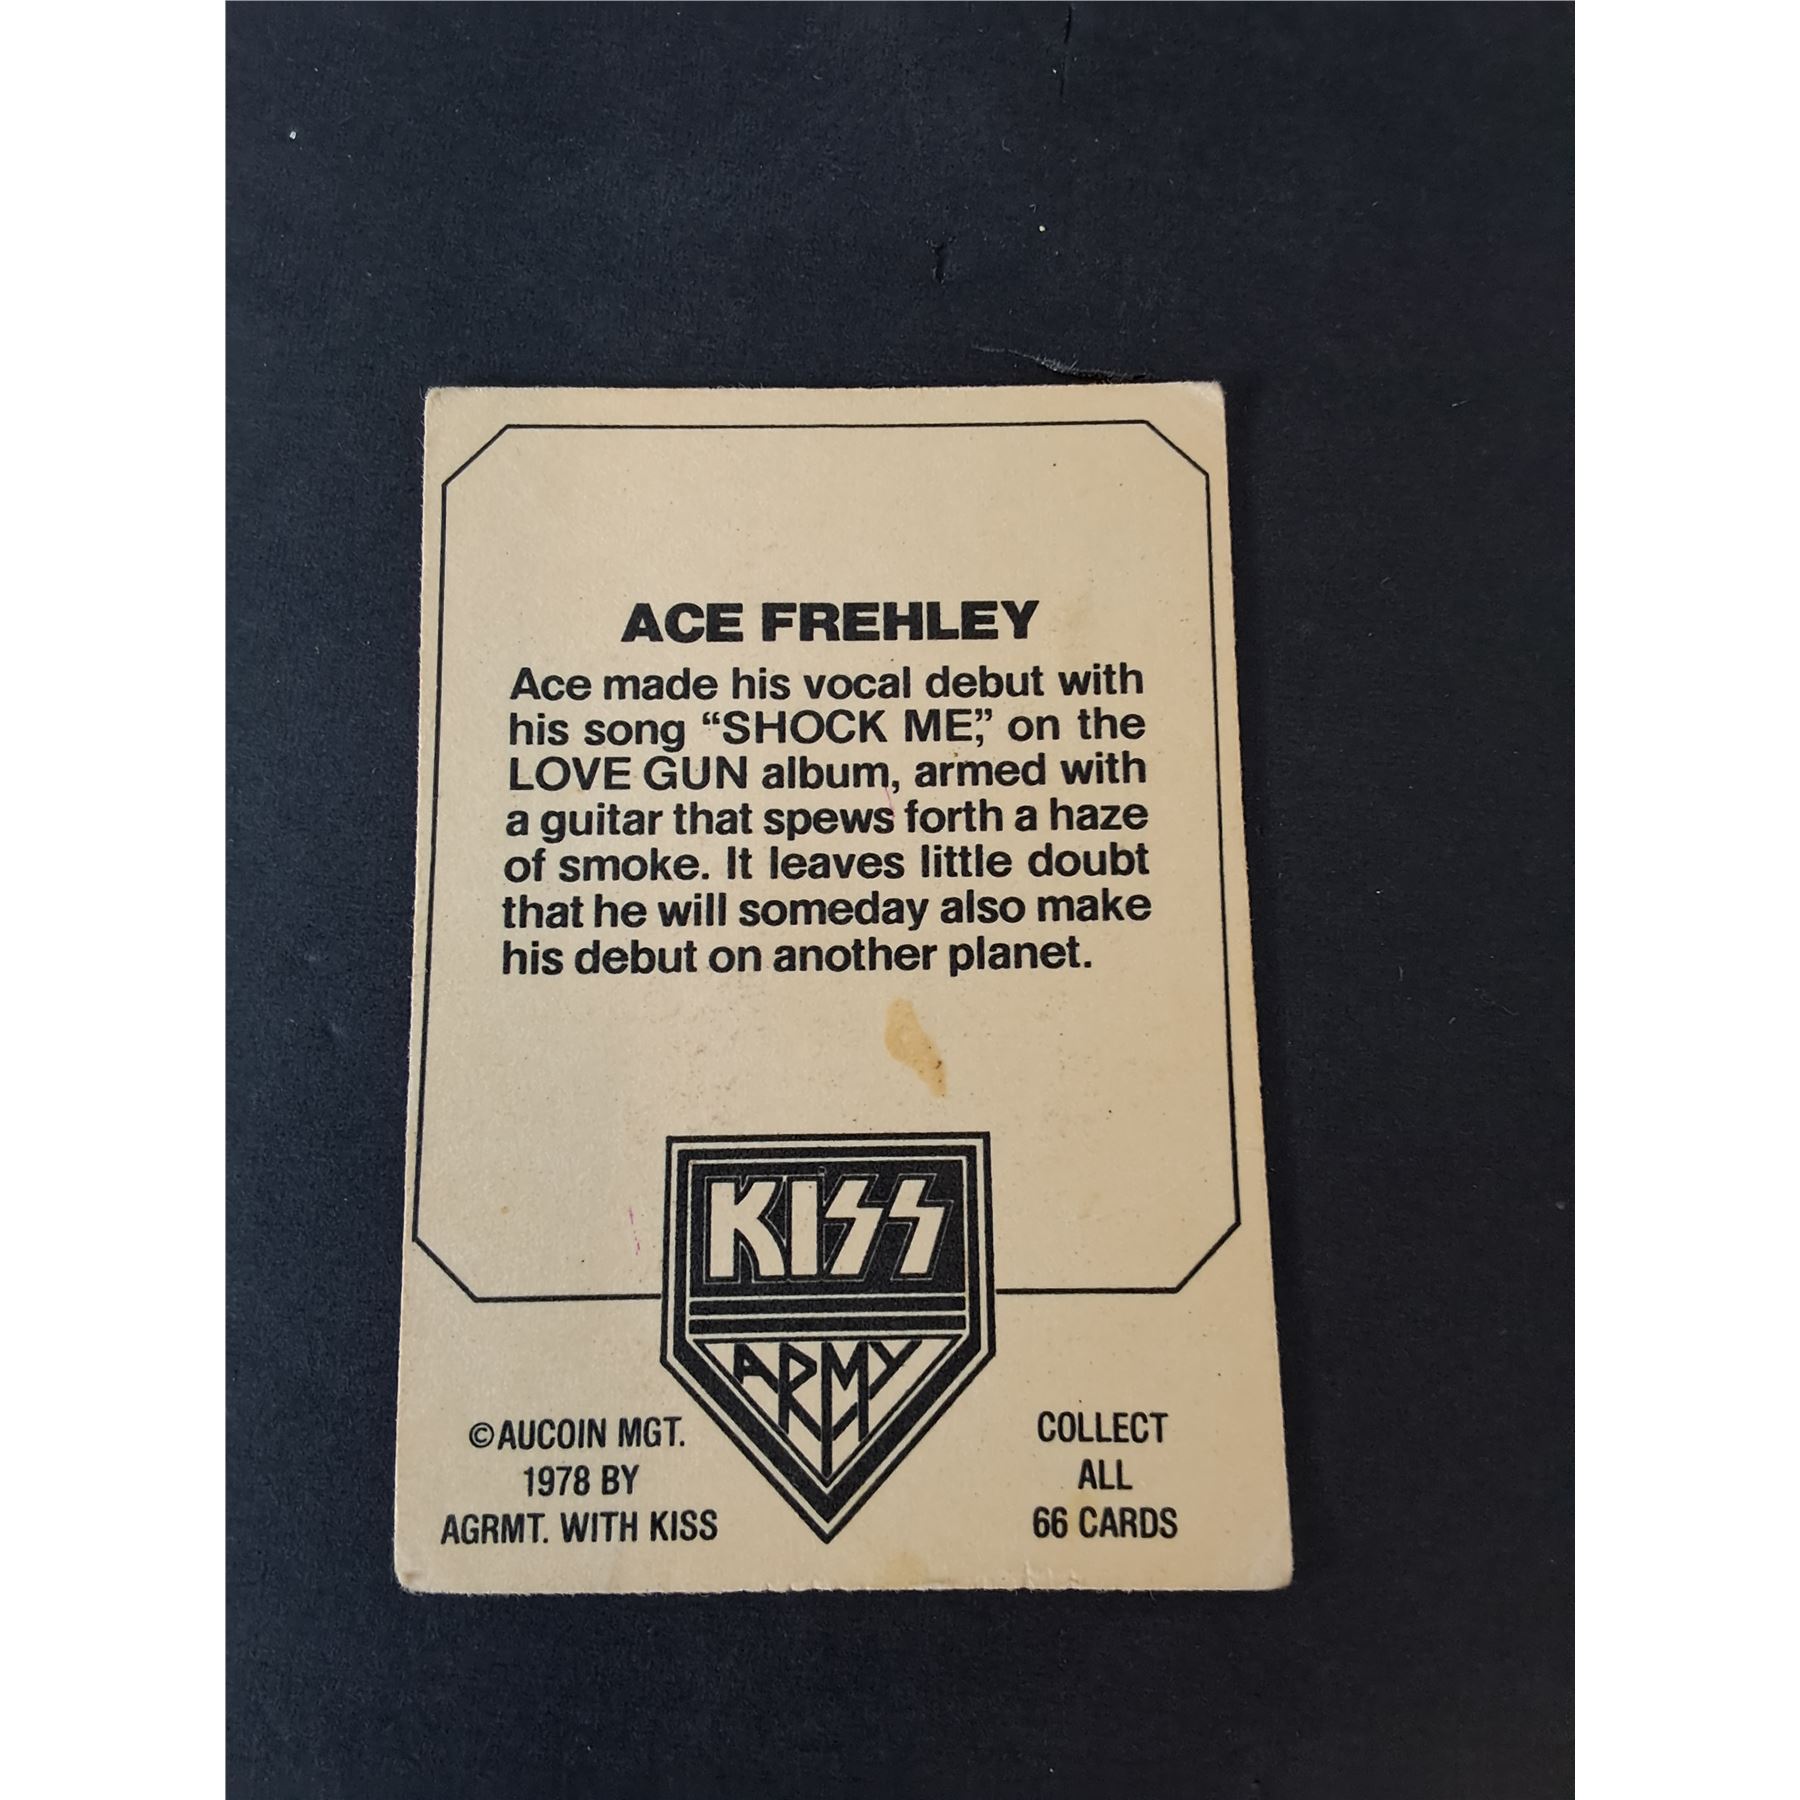 ACE FREHLEY
Ace made his vocal debut with
his song “SHOCK ME,” on the
LOVE GUN album, armed with
a guitar that spews forth a haze
of smoke. It leaves little doubt
that he will someday also make
his debut on another planet.
KISS
ARMY
©AUCOIN MGT.
1978 BY
AGRMT. WITH KISS
COLLECT
ALL
66 CARDS